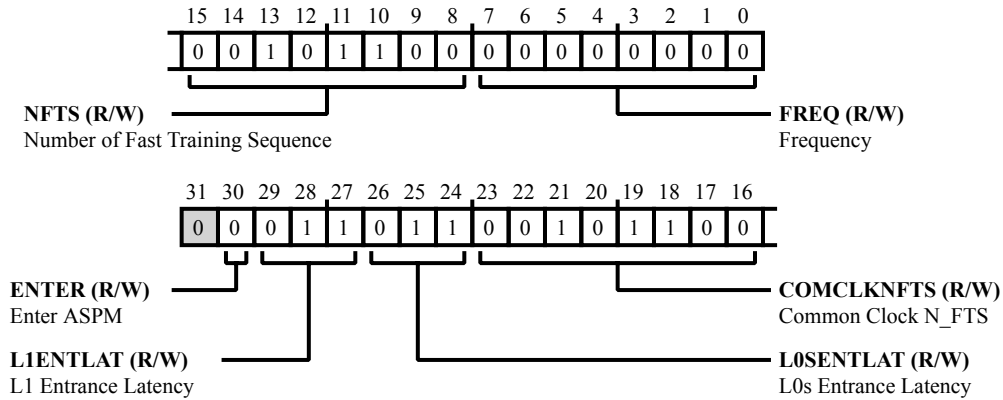 15 14 13 12 11 10 9 8 7 6 5 4 3 2 1 0
0 0 1 0 1 1 0 0 0 0 0 0 0 0 0 0
NFTS (R/W)
Number of Fast Training Sequence
FREQ (R/W)
Frequency
31 30 29 28 27 26 25 24 23 22 21 20 19 18 17 16
0 0 0 1 1 0 1 1 0 0 1 0 1 1 0 0
ENTER (R/W)
Enter ASPM
COMCLKNFTS (R/W)
Common Clock N_FTS
L1ENTLAT (R/W)
L1 Entrance Latency
L0SENTLAT (R/W)
L0s Entrance Latency